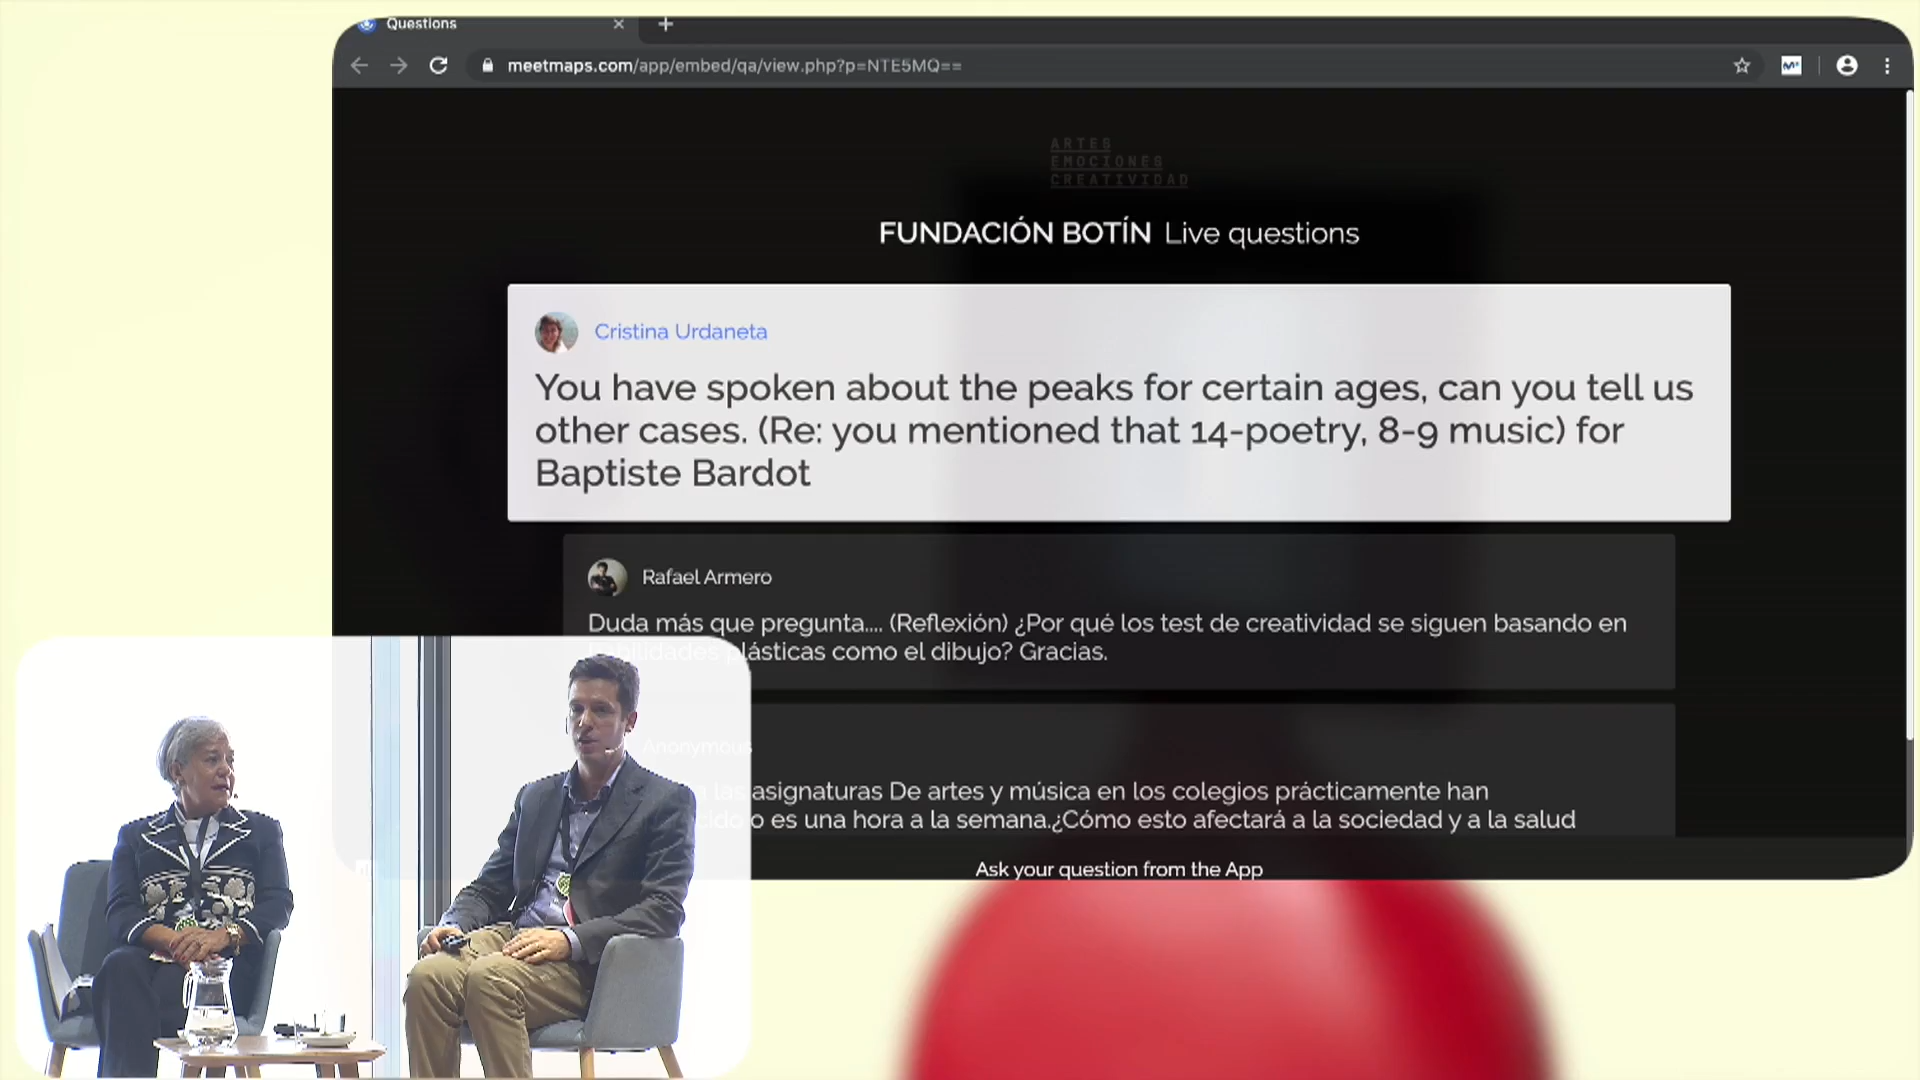 Questions
meetmaps.com/app/embed/qa/view.php?p=NTE5MQ==
ARTES
EMOCIONES
CREATIVIDAD
FUNDACIÓN BOTÍN Live questions
Cristina Urdaneta
You have spoken about the peaks for certain ages, can you tell us
other cases. (Re: you mentioned that 14-poetry, 8-9 music) for
Baptiste Bardot
Rafael Armero
Duda más que pregunta.... (Reflexión) ¿Por qué los test de creatividad se siguen basando en
habilidades plásticas como el dibujo? Gracias.
Anonymous
las asignaturas De artes y música en los colegios prácticamente han
o es una hora a la semana.¿Cómo esto afectará a la sociedad y a la salud
Ask your question from the App